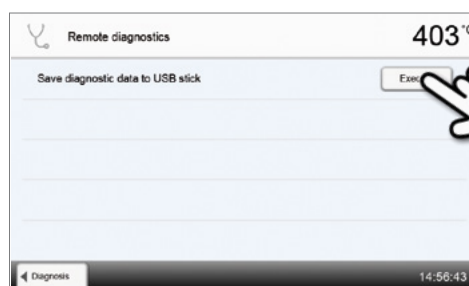 Remote diagnostics
403 °C
Save diagnostic data to USB stick
Diagnosis
14:56:43